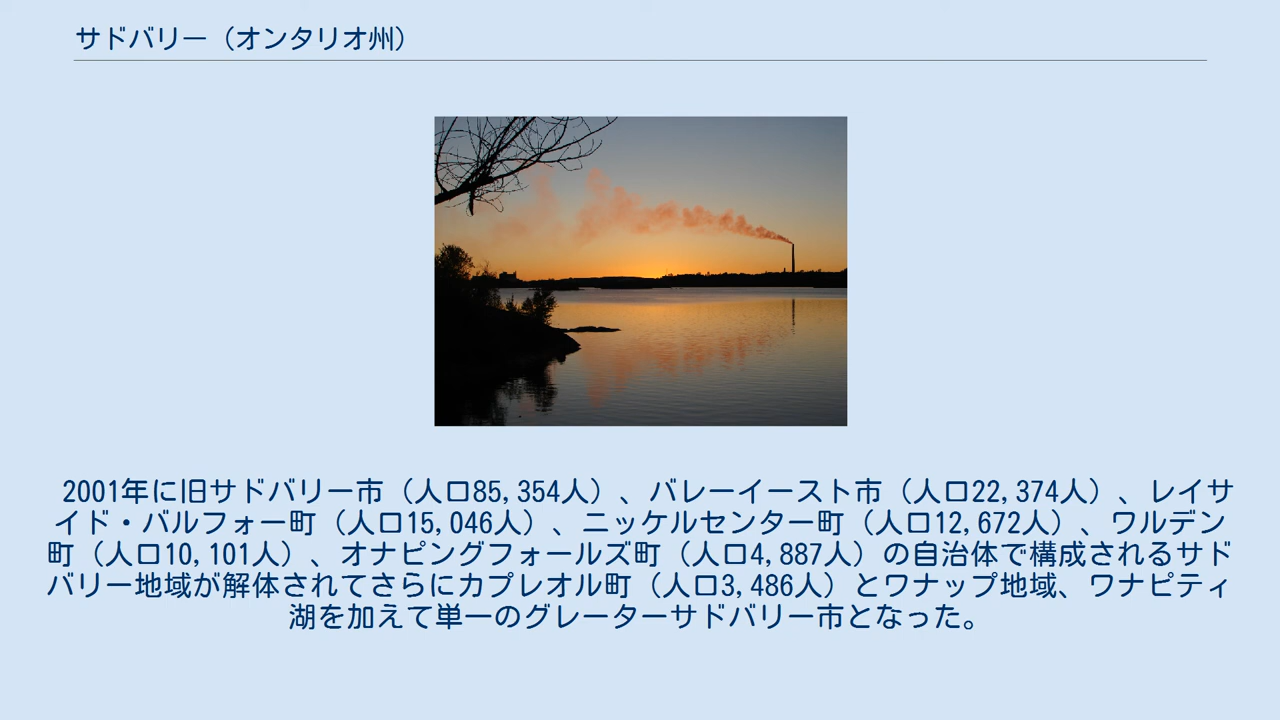 サドバリー（オンタリオ州）
2001年に旧サドバリー市（人口85,354人）、バレーイースト市（人口22,374人）、レイサ
イド・バルフォー町（人口15,046人）、ニッケルセンター町（人口12,672人）、ワルデン
町（人口10,101人）、オナピングフォールズ町（人口4,887人）の自治体で構成されるサド
バリー地域が解体されてさらにカプレオル町（人口3,486人）とワナップ地域、ワナピティ
湖を加えて単一のグレーターサドバリー市となった。